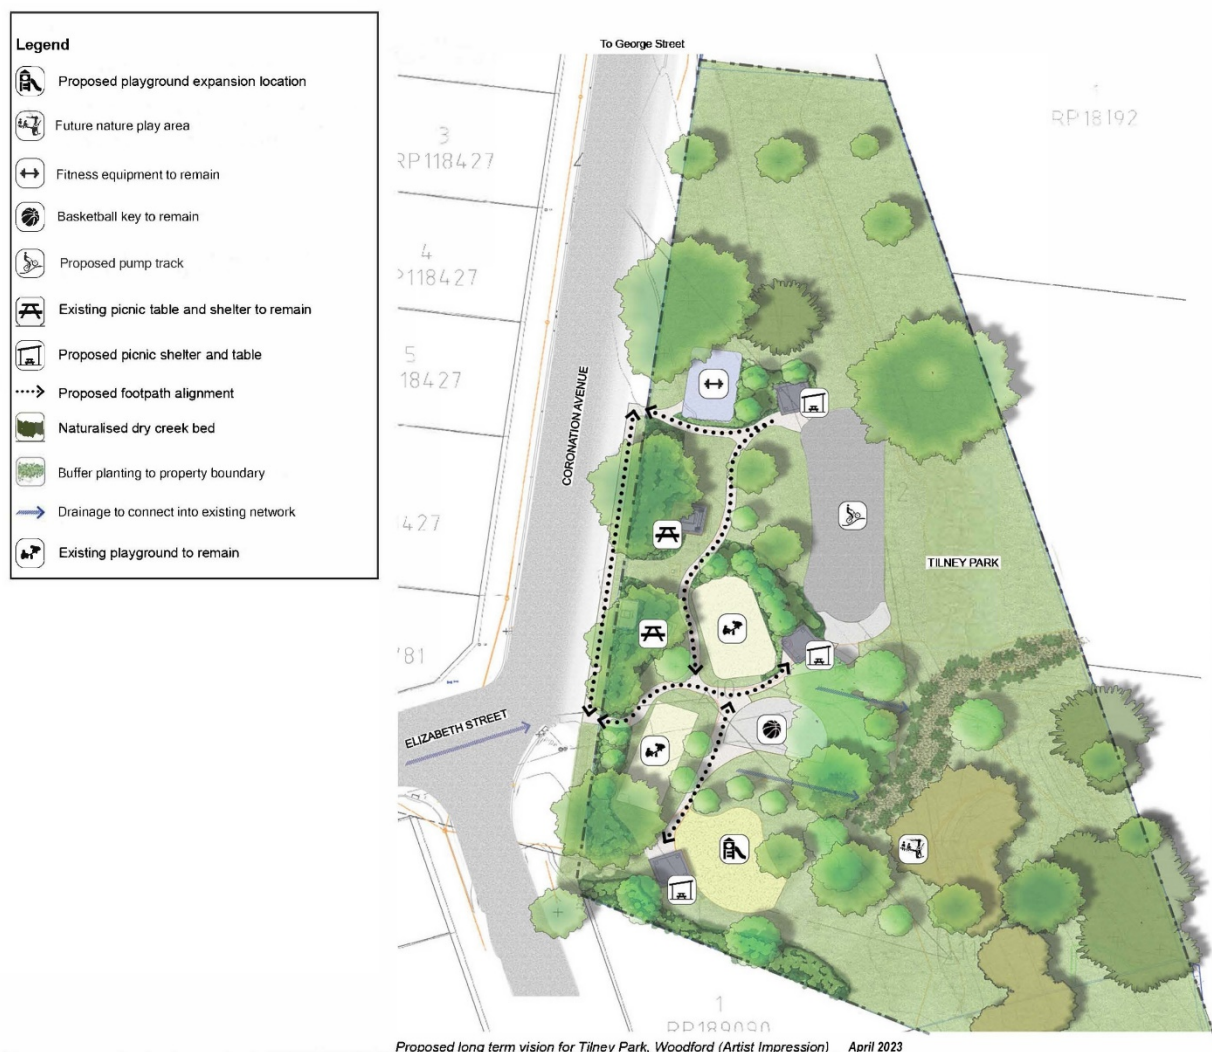 Legend
Proposed playground expansion location
Future nature play area
Fitness equipment to remain
Basketball key to remain
Proposed pump track
Existing picnic table and shelter to remain
Proposed picnic shelter and table
Proposed footpath alignment
Naturalised dry creek bed
Buffer planting to property boundary
Drainage to connect into existing network
Existing playground to remain
To George Street
1
RP18192
3
RP118427
4
P118427
5
18427
CORONATION AVENUE
12
427
TILNEY PARK
781
ELIZABETH STREET
1
RP189090
Proposed long term vision for Tilney Park, Woodford (Artist Impression) April 2023